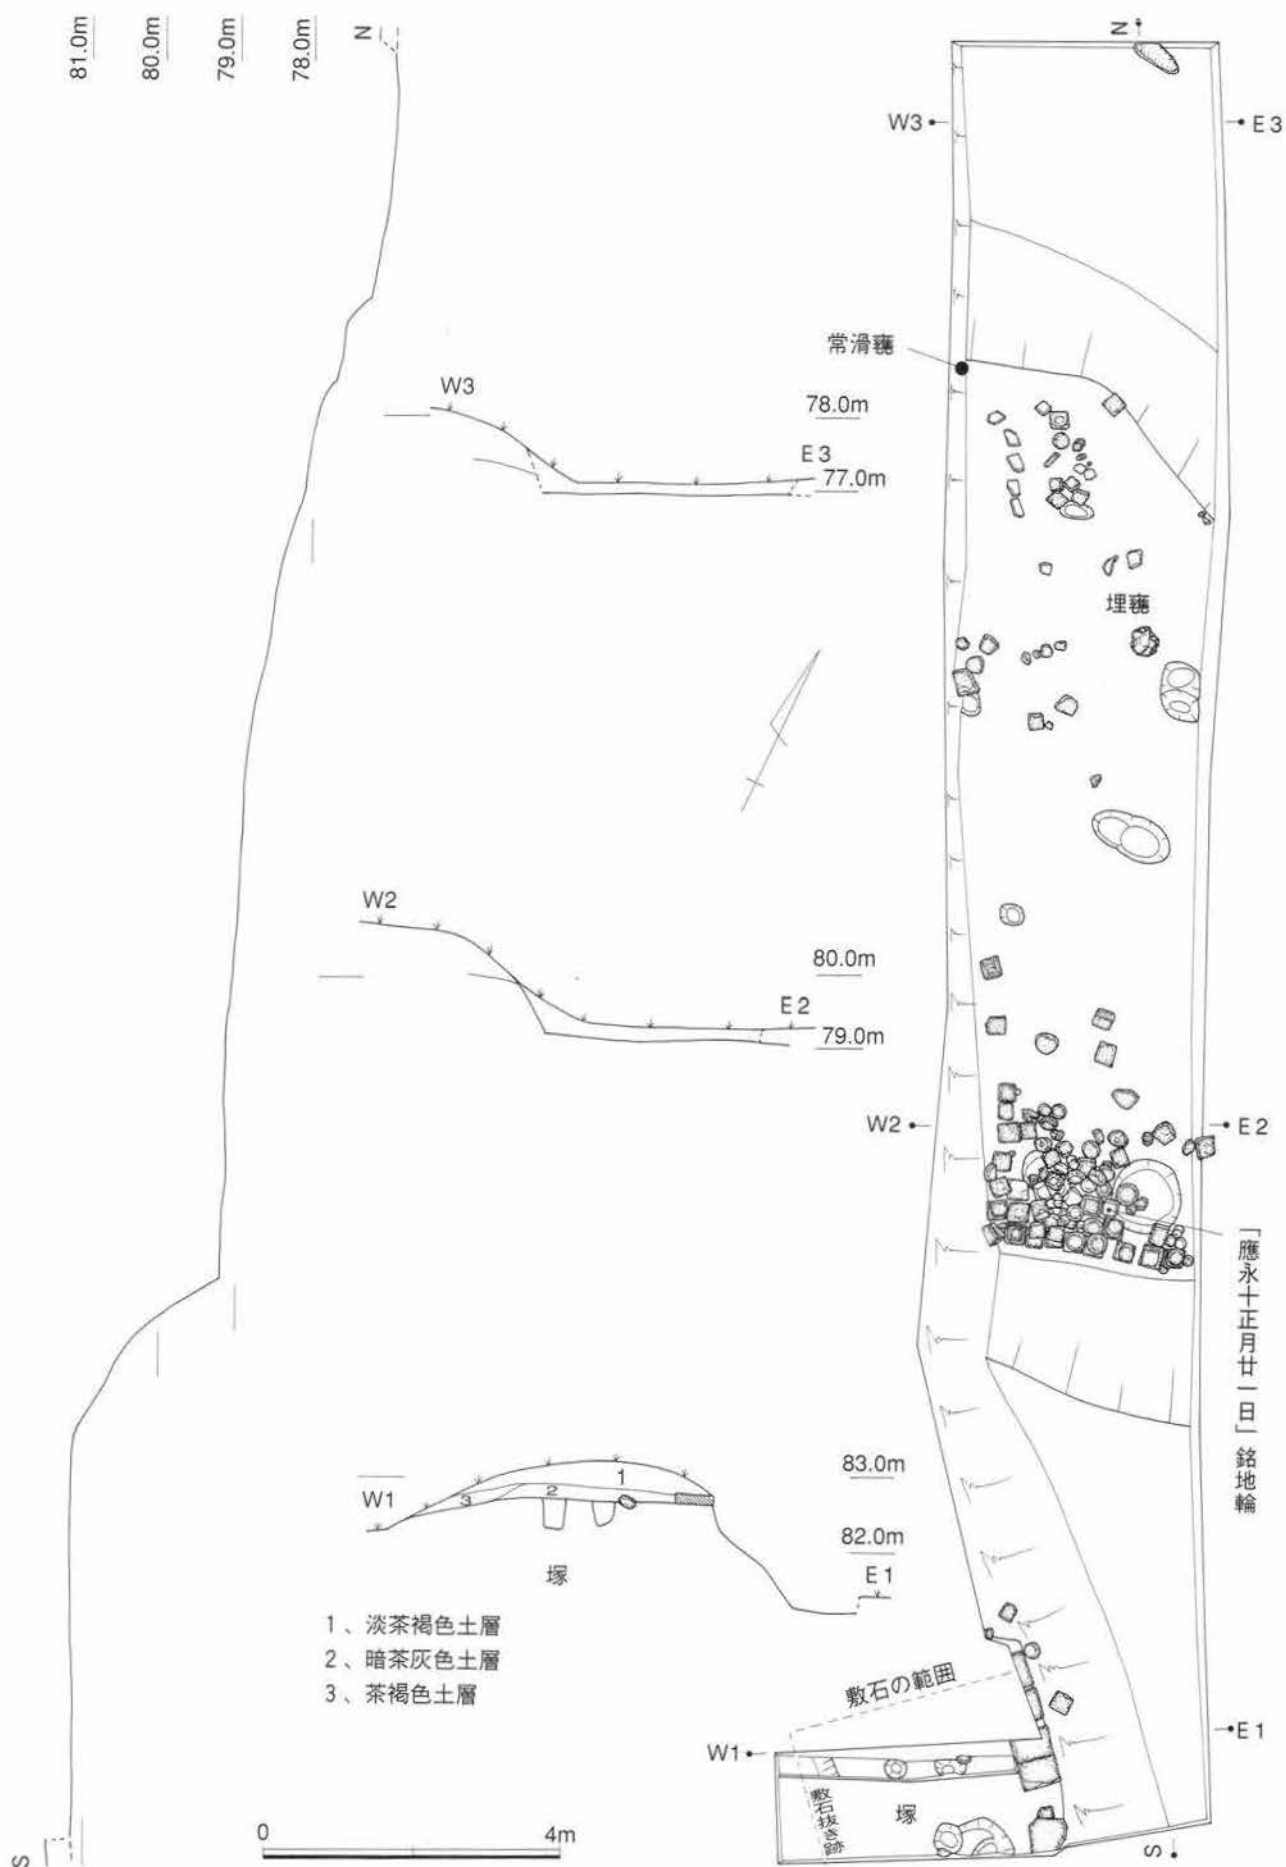 81.0m
80.0m
79.0m
78.0m
N
N
W3
E3
常滑甕
W3
78.0m
E3
77.0m
埋甕
W2
80.0m
E2
79.0m
W2
E2
「應永十正月廿一日」銘地輪
83.0m
1
2
3
W1
82.0m
E1
塚
1、淡茶褐色土層
2、暗茶灰色土層
3、茶褐色土層
敷石の範囲
W1
E1
敷石抜き跡
塚
S
S
0
4m